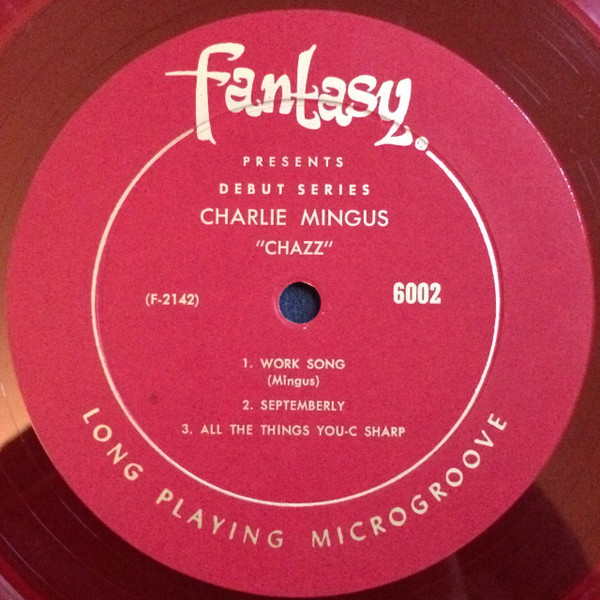 fantasy®
PRESENTS
DEBUT SERIES
CHARLIE MINGUS
"CHAZZ"
(F-2142)
6002
1. WORK SONG
(Mingus)
2. SEPTEMBERLY
3. ALL THE THINGS YOU-C SHARP
LONG PLAYING MICROGROOVE